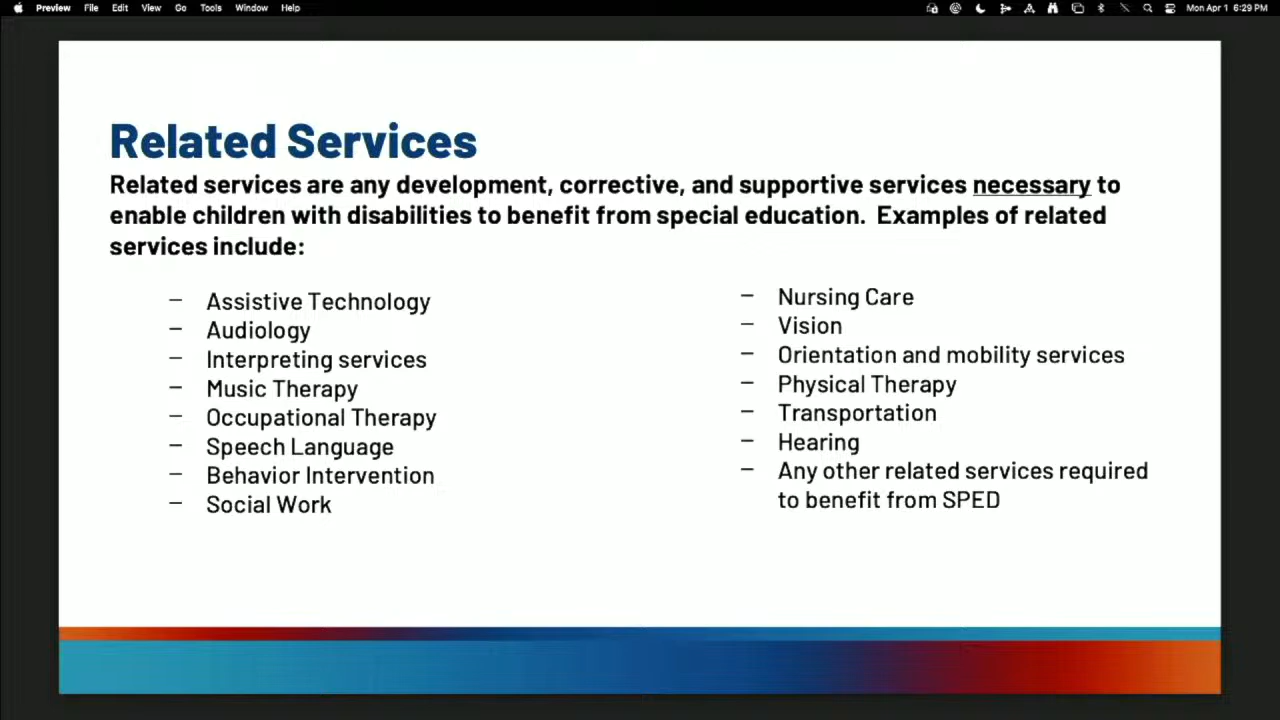 Preview File Edit View Go Tools Window Help Mon Apr 1 6:29 PM
Related Services
Related services are any development, corrective, and supportive services necessary to
enable children with disabilities to benefit from special education. Examples of related
services include:
– Assistive Technology
– Audiology
– Interpreting services
– Music Therapy
– Occupational Therapy
– Speech Language
– Behavior Intervention
– Social Work
– Nursing Care
– Vision
– Orientation and mobility services
– Physical Therapy
– Transportation
– Hearing
– Any other related services required
to benefit from SPED